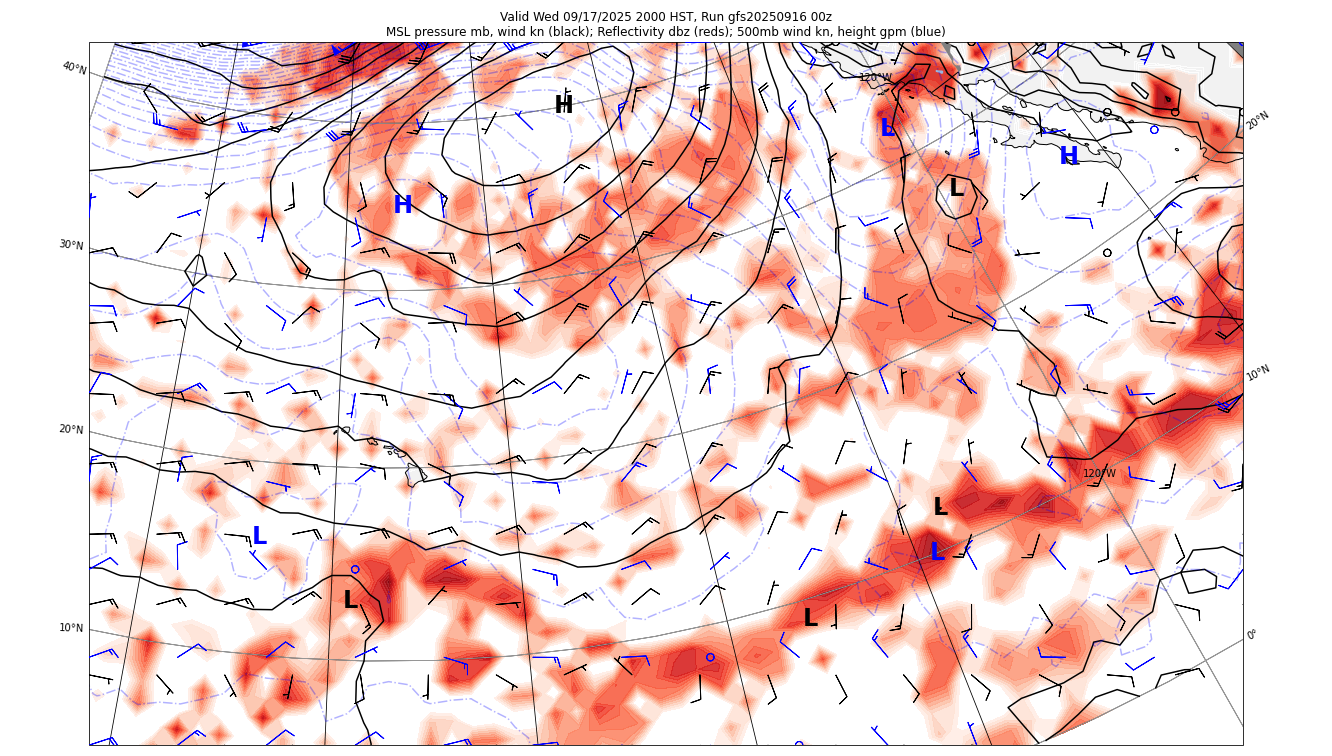 Valid Wed 09/17/2025 2000 HST, Run gfs20250916 00z
MSL pressure mb, wind kn (black); Reflectivity dbz (reds); 500mb wind kn, height gpm (blue)
40°N
120°W
H
20°N
L
H
L
H
30°N
10°N
20°N
120°W
L
L
L
L
L
10°N
0°